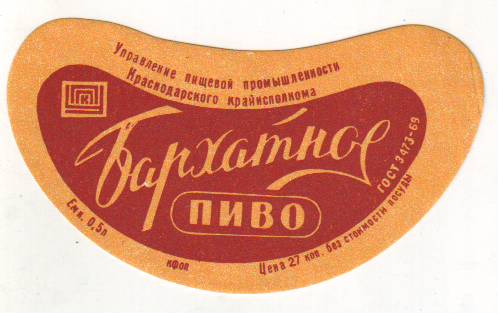 Управление пищевой промышленности
Краснодарского крайисполкома
Бархатное
ПИВО
ГОСТ 3473-69
Емк. 0,5л
КФОП
Цена 27 коп. без стоимости посуды